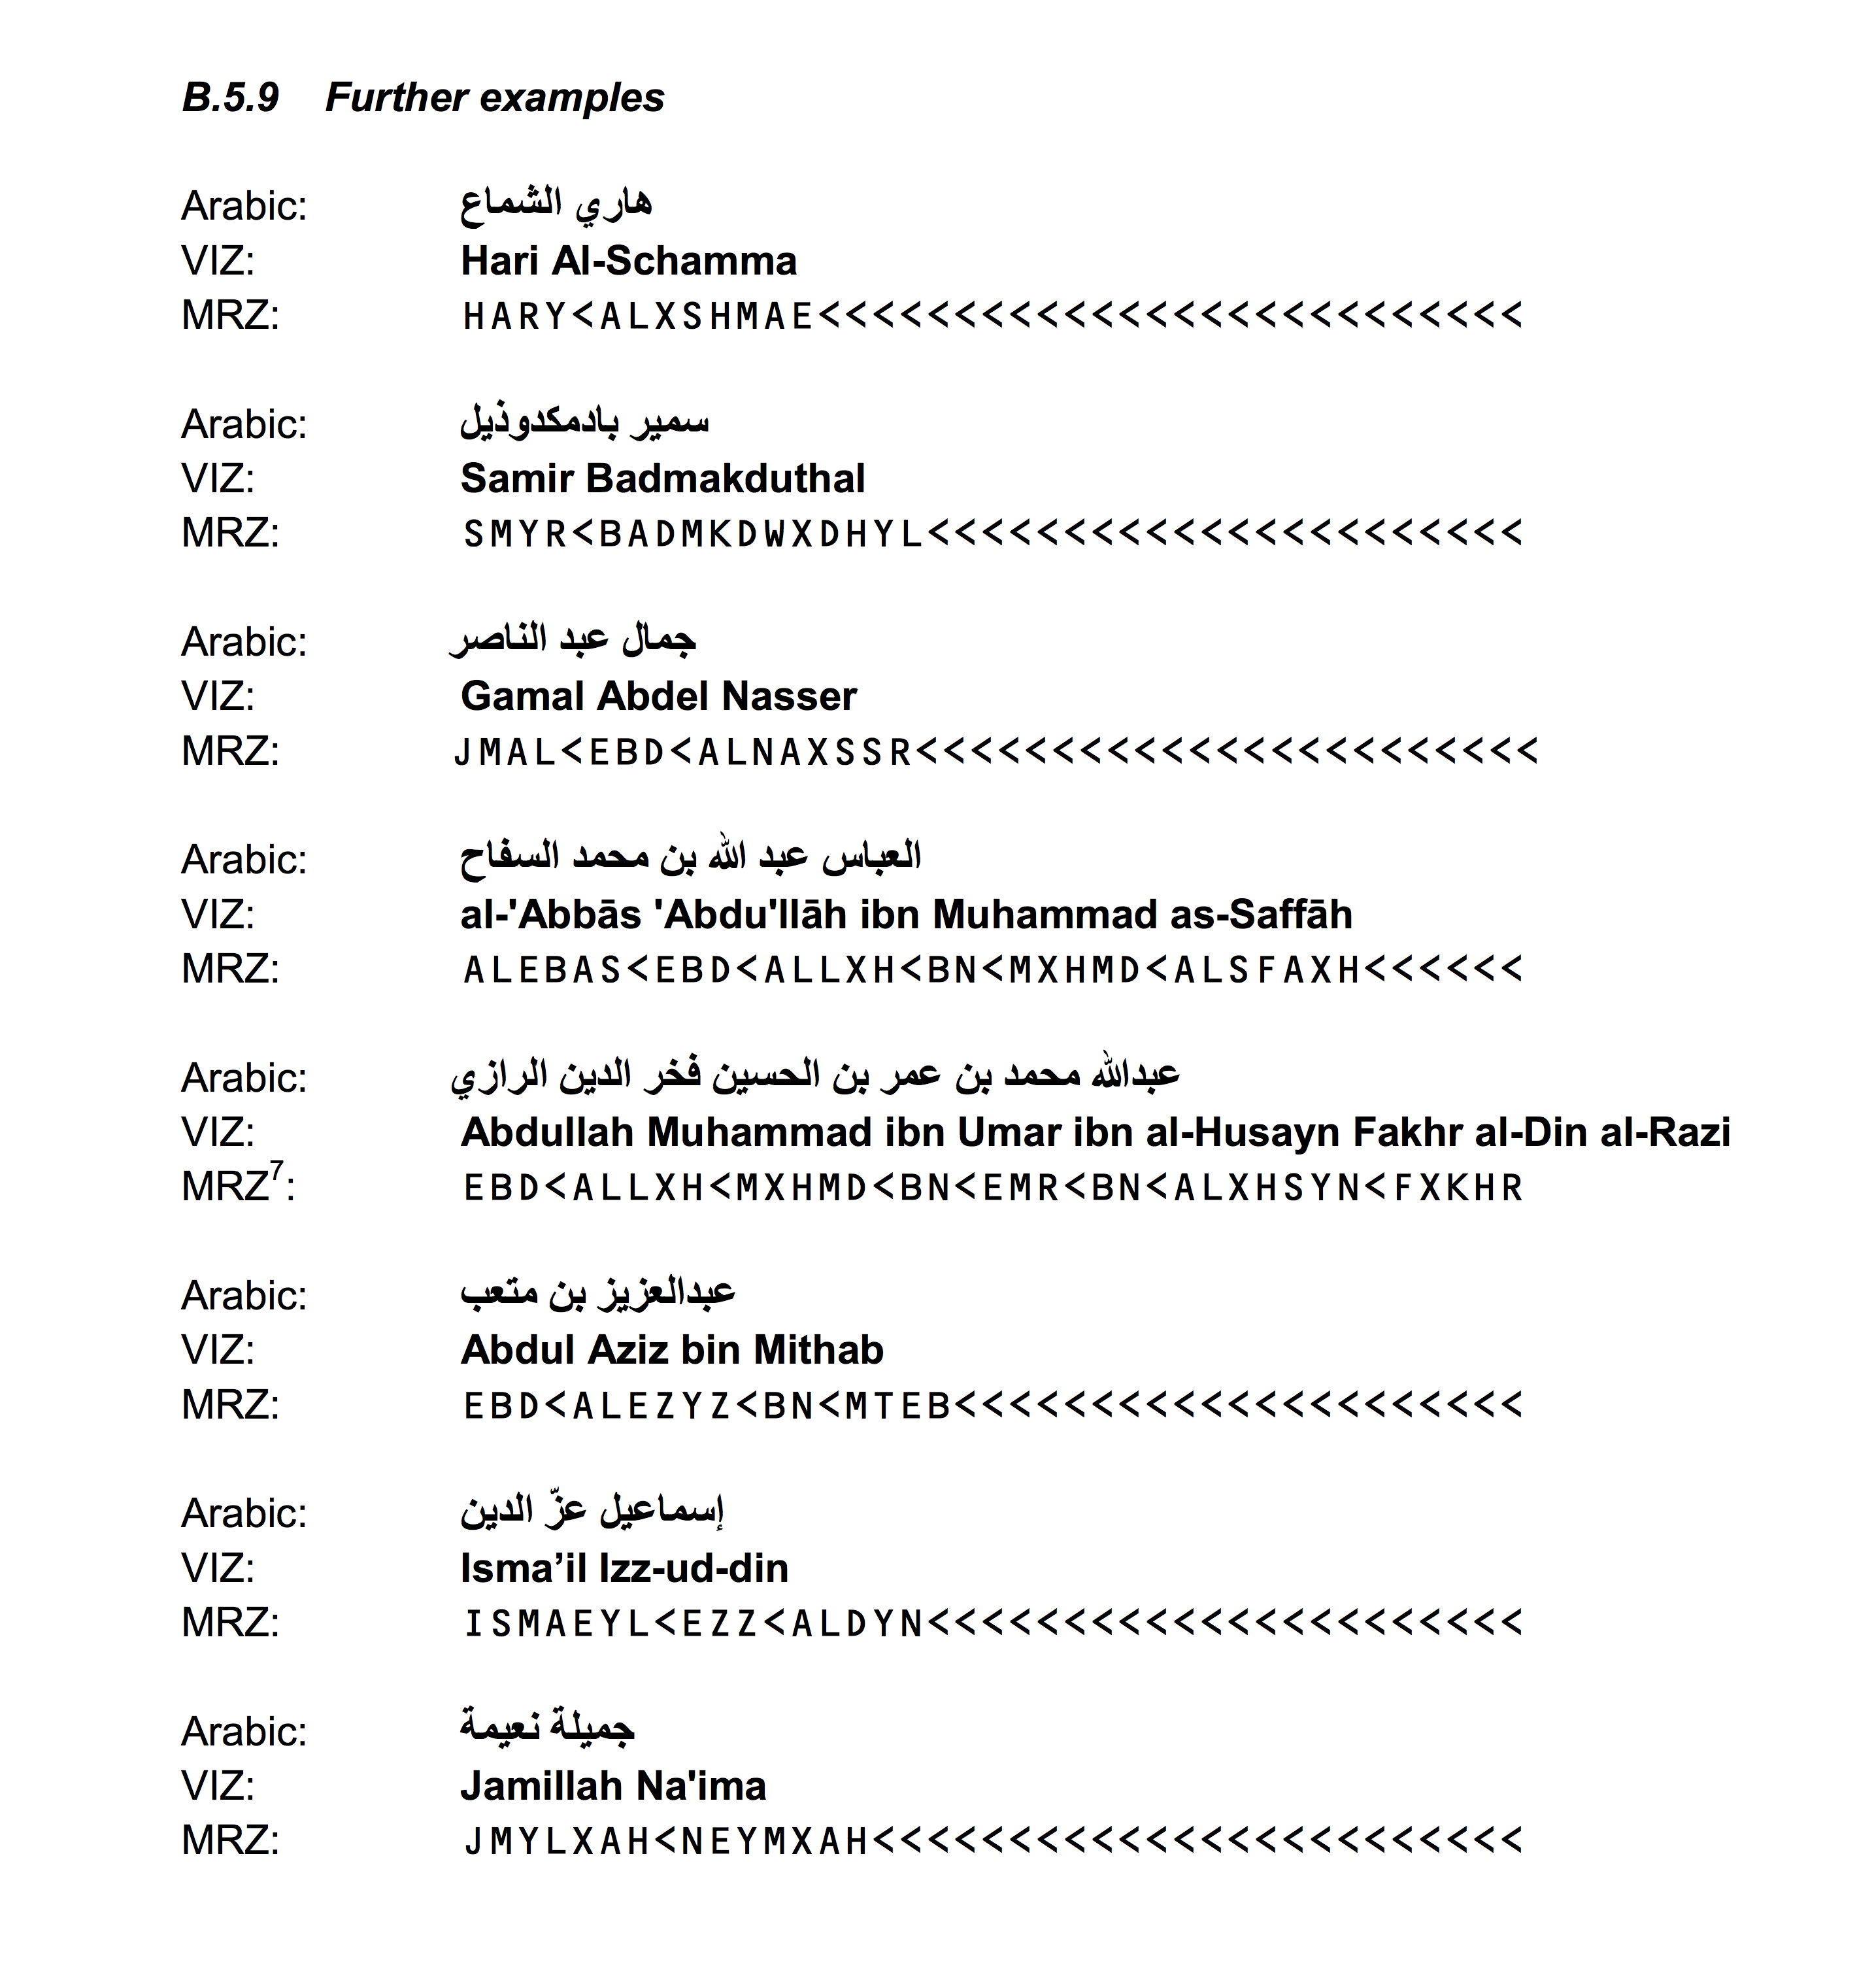 B.5.9 Further examples
Arabic: هاري الشماع
VIZ: Hari Al-Schamma
MRZ: HARY<ALXSHMAE<<<<<<<<<<<<<<<<<<<<<<<<<<
Arabic: سمير بادمكدوذيل
VIZ: Samir Badmakduthal
MRZ: SMYR<BADMKDWXDHYL<<<<<<<<<<<<<<<<<<<<<<
Arabic: جمال عبد الناصر
VIZ: Gamal Abdel Nasser
MRZ: JMAL<EBD<ALNAXSSR<<<<<<<<<<<<<<<<<<<<<<<
Arabic: العباس عبد الله بن محمد السفاح
VIZ: al-'Abbās 'Abdu'llāh ibn Muhammad as-Saffāh
MRZ: ALEBAS<EBD<ALLXH<BN<MXHMD<ALSFAXH<<<<<<
Arabic: عبدالله محمد بن عمر بن الحسين فخر الدين الرازي
VIZ: Abdullah Muhammad ibn Umar ibn al-Husayn Fakhr al-Din al-Razi
MRZ⁷: EBD<ALLXH<MXHMD<BN<EMR<BN<ALXHSYN<FXKHR
Arabic: عبدالعزيز بن متعب
VIZ: Abdul Aziz bin Mithab
MRZ: EBD<ALEZYZ<BN<MTEB<<<<<<<<<<<<<<<<<<<<<
Arabic: إسماعيل عزّ الدين
VIZ: Isma’il Izz-ud-din
MRZ: ISMAEYL<EZZ<ALDYN<<<<<<<<<<<<<<<<<<<<<<
Arabic: جميلة نعيمة
VIZ: Jamillah Na'ima
MRZ: JMYLXAH<NEYMXAH<<<<<<<<<<<<<<<<<<<<<<<<